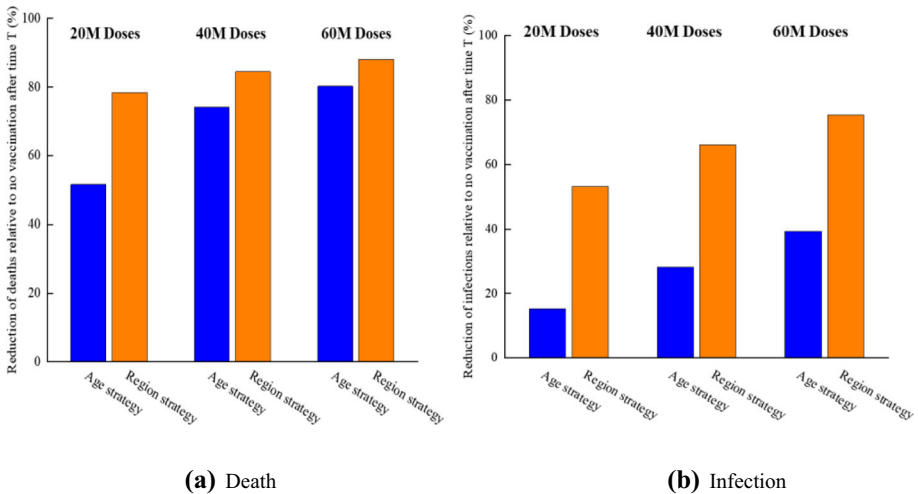 Reduction of deaths relative to no vaccination after time T (%)
100
80
60
40
20
0
20M Doses 40M Doses 60M Doses
Age strategy
Region strategy
Age strategy
Region strategy
Age strategy
Region strategy
(a) Death
Reduction of infections relative to no vaccination after time T (%)
100
80
60
40
20
0
20M Doses 40M Doses 60M Doses
Age strategy
Region strategy
Age strategy
Region strategy
Age strategy
Region strategy
(b) Infection